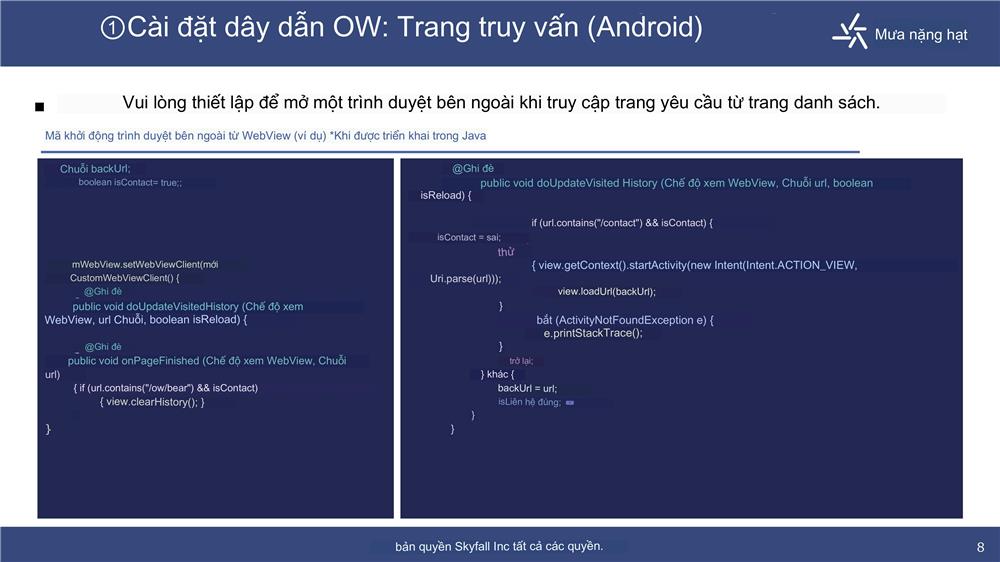 ①Cài đặt dây dẫn OW: Trang truy vấn (Android)
Mưa nặng hạt
Vui lòng thiết lập để mở một trình duyệt bên ngoài khi truy cập trang yêu cầu từ trang danh sách.
Mã khởi động trình duyệt bên ngoài từ WebView (ví dụ) *Khi được triển khai trong Java
Chuỗi backUrl;
boolean isContact= true;;
mWebView.setWebViewClient(mới
CustomWebViewClient() {
@Ghi đè
public void doUpdateVisitedHistory (Chế độ xem
WebView, url Chuỗi, boolean isReload) {
@Ghi đè
public void onPageFinished (Chế độ xem WebView, Chuỗi
url)
{ if (url.contains("/ow/bear") && isContact)
{ view.clearHistory(); }
}
@Ghi đè
public void doUpdateVisited History (Chế độ xem WebView, Chuỗi url, boolean
isReload) {
if (url.contains("/contact") && isContact) {
isContact = sai;
thử
{ view.getContext().startActivity(new Intent(Intent.ACTION_VIEW,
Uri.parse(url)));
view.loadUrl(backUrl);
}
bắt (ActivityNotFoundException e) {
e.printStackTrace();
}
trở lại;
} khác {
backUrl = url;
isLiên hệ đúng;
}
}
bản quyền Skyfall Inc tất cả các quyền.
8